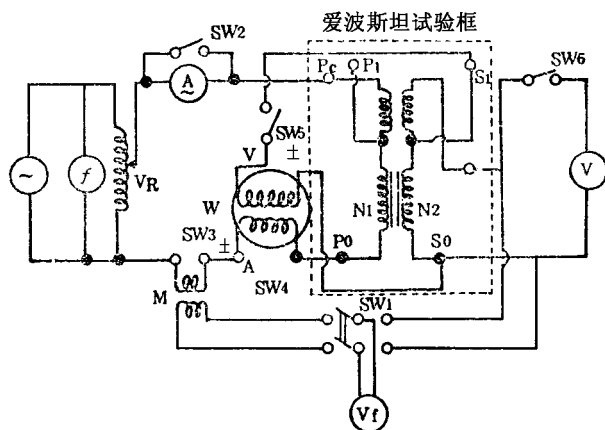 爱波斯坦试验框
SW2
A
Pc
P1
S1
SW6
SW5
±
V
~
f
VR
W
N1
N2
V
SW3
±
A
P0
S0
M
SW4
SW1
Vf